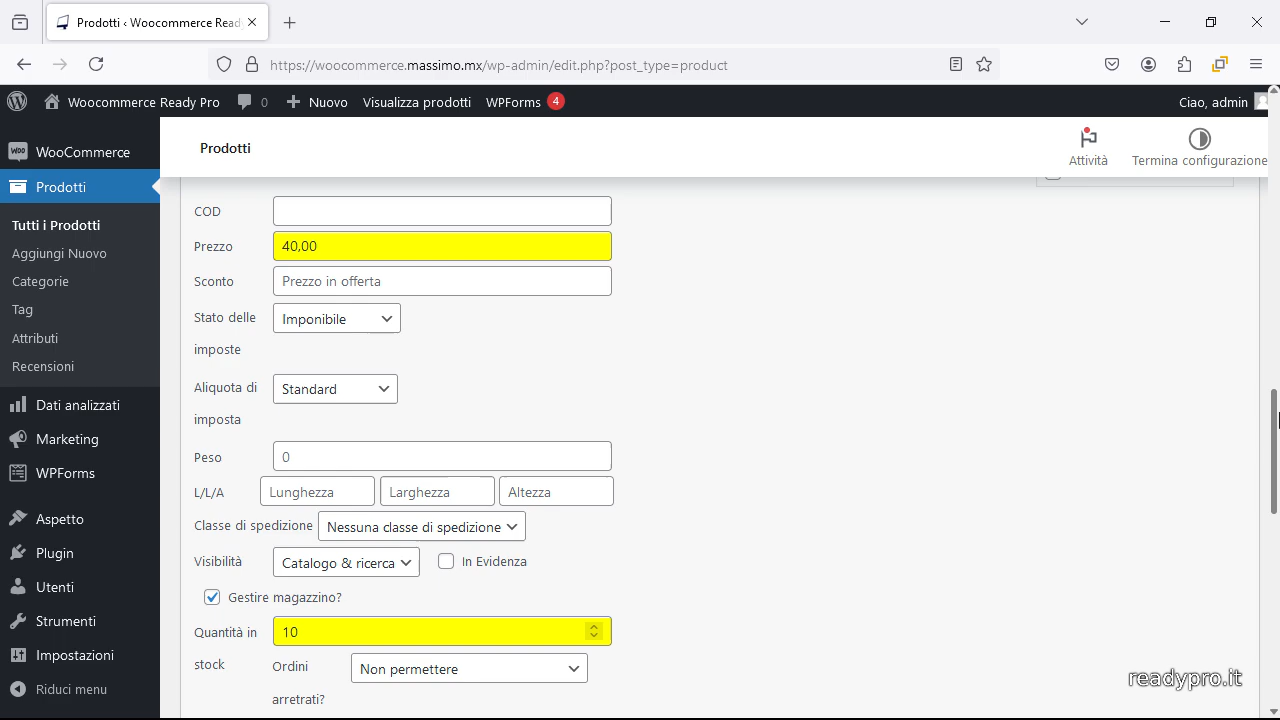 Prodotti ‹ Woocommerce Ready
https://woocommerce.massimo.mx/wp-admin/edit.php?post_type=product
Woocommerce Ready Pro
0
Nuovo
Visualizza prodotti
WPForms
4
Ciao, admin
WooCommerce
Prodotti
Tutti i Prodotti
Aggiungi Nuovo
Categorie
Tag
Attributi
Recensioni
Dati analizzati
Marketing
WPForms
Aspetto
Plugin
Utenti
Strumenti
Impostazioni
Riduci menu
Prodotti
Attività
Termina configurazione
COD
Prezzo
40,00
Sconto
Prezzo in offerta
Stato delle
imposte
Imponibile
Aliquota di
imposta
Standard
Peso
0
L/L/A
Lunghezza
Larghezza
Altezza
Classe di spedizione
Nessuna classe di spedizione
Visibilità
Catalogo & ricerca
In Evidenza
Gestire magazzino?
Quantità in
stock
10
Ordini
arretrati?
Non permettere
readypro.it